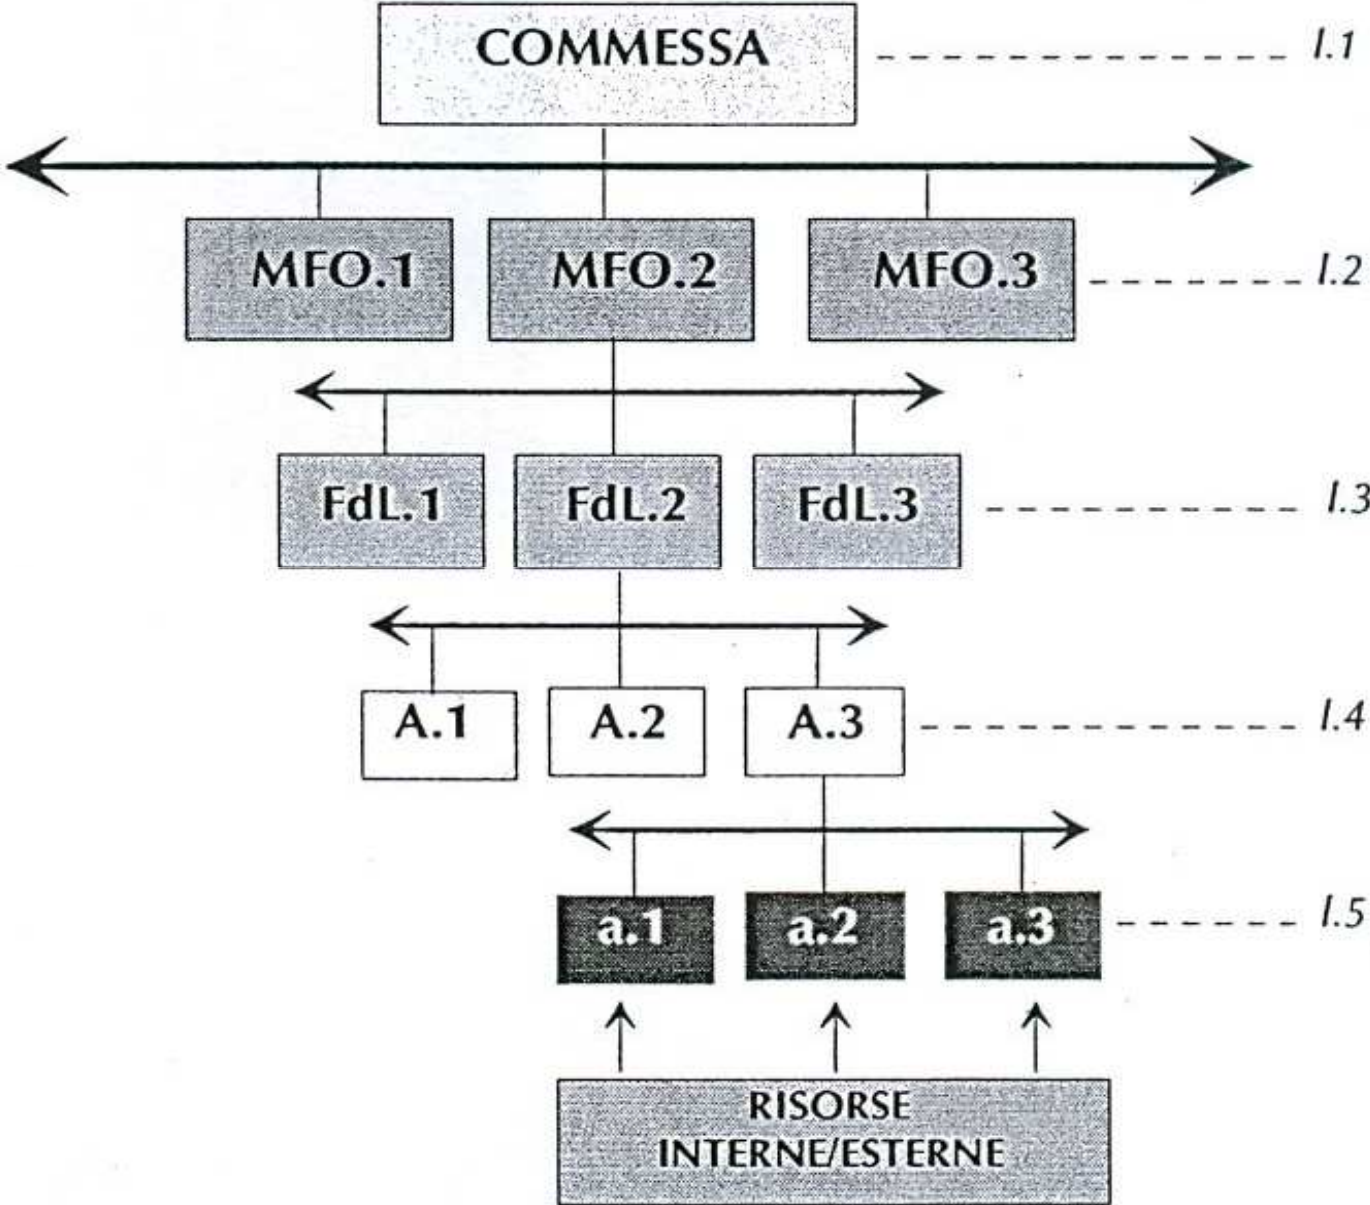 COMMESSA
l.1
MFO.1
MFO.2
MFO.3
l.2
FdL.1
FdL.2
FdL.3
l.3
A.1
A.2
A.3
l.4
a.1
a.2
a.3
l.5
RISORSE
INTERNE/ESTERNE